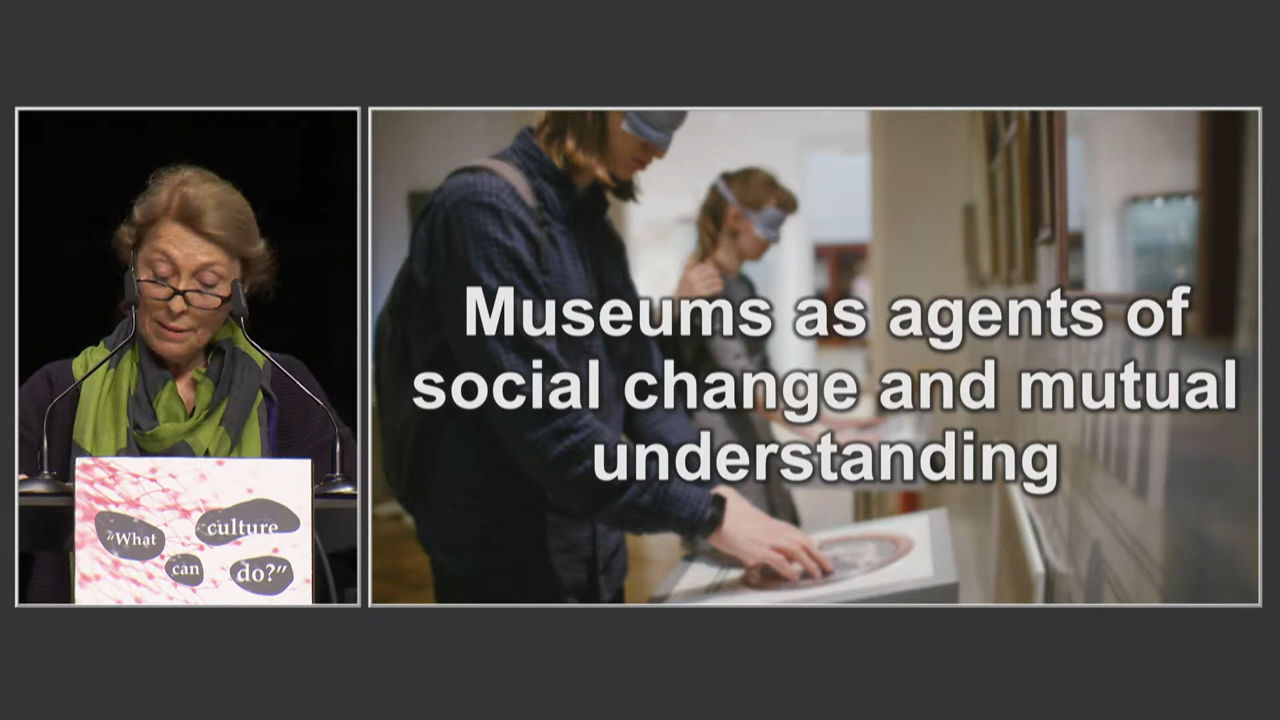 "What
culture
can
do?"
Museums as agents of
social change and mutual
understanding